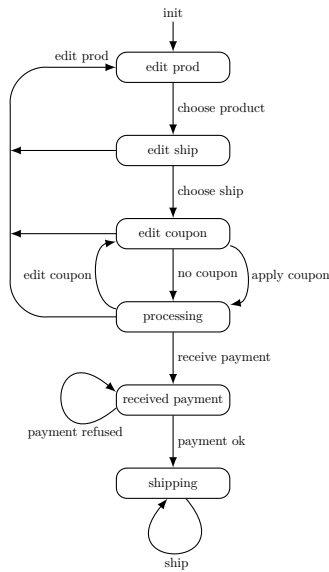 init
edit prod
edit prod
choose product
edit ship
choose ship
edit coupon
edit coupon
no coupon
apply coupon
processing
receive payment
received payment
payment refused
payment ok
shipping
ship